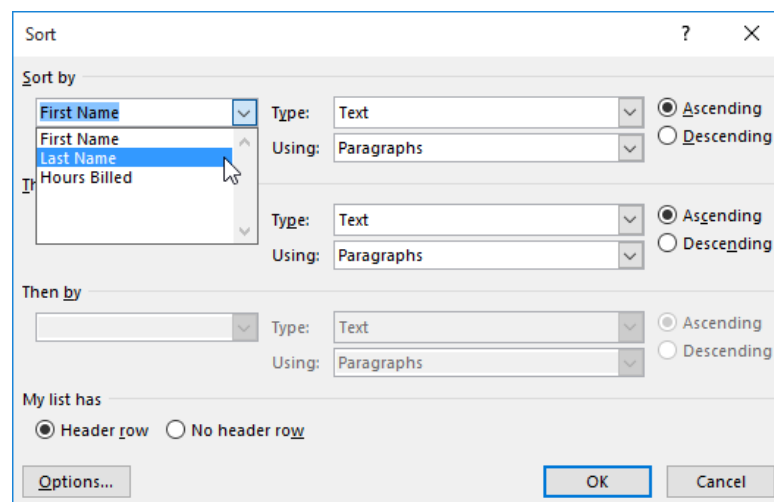 Sort ?
Sort by
First Name Type: Text Ascending
First Name
Last Name Using: Paragraphs Descending
Hours Billed
Th
Type: Text Ascending
Using: Paragraphs Descending
Then by
Type: Text Ascending
Using: Paragraphs Descending
My list has
Header row No header row
Options... OK Cancel